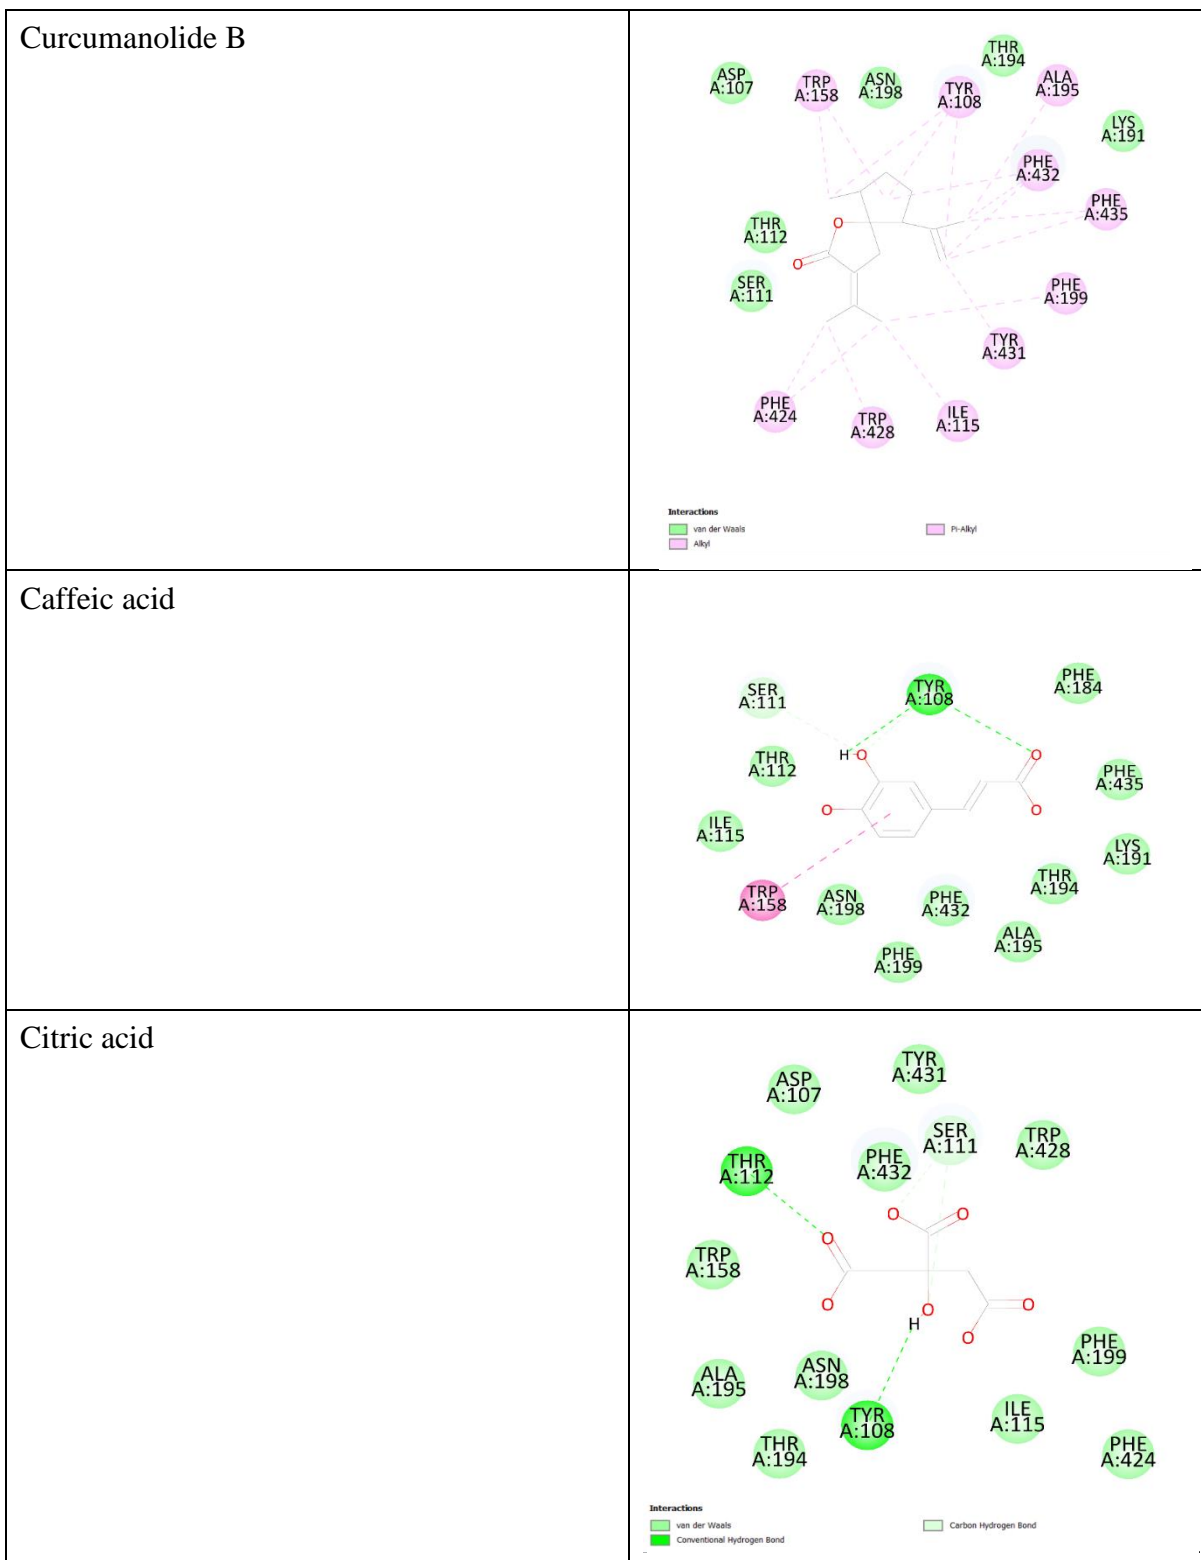 Curcumanolide B
THR
A:194
ASP
A:107
TRP
A:158
ASN
A:198
TYR
A:108
ALA
A:195
LYS
A:191
PHE
A:432
PHE
A:435
THR
A:112
O
O
SER
A:111
PHE
A:199
TYR
A:431
PHE
A:424
TRP
A:428
ILE
A:115
Interactions
van der Waals
Alkyl
Pi-Alkyl
Caffeic acid
SER
A:111
TYR
A:108
PHE
A:184
H O
O
THR
A:112
PHE
A:435
ILE
A:115
O
O
LYS
A:191
TRP
A:158
ASN
A:198
PHE
A:432
THR
A:194
ALA
A:195
PHE
A:199
Citric acid
TYR
A:431
ASP
A:107
SER
A:111
TRP
A:428
THR
A:112
PHE
A:432
O
O
O
TRP
A:158
O
O
O
H
O
PHE
A:199
ALA
A:195
ASN
A:198
TYR
A:108
ILE
A:115
THR
A:194
PHE
A:424
Interactions
van der Waals
Conventional Hydrogen Bond
Carbon Hydrogen Bond